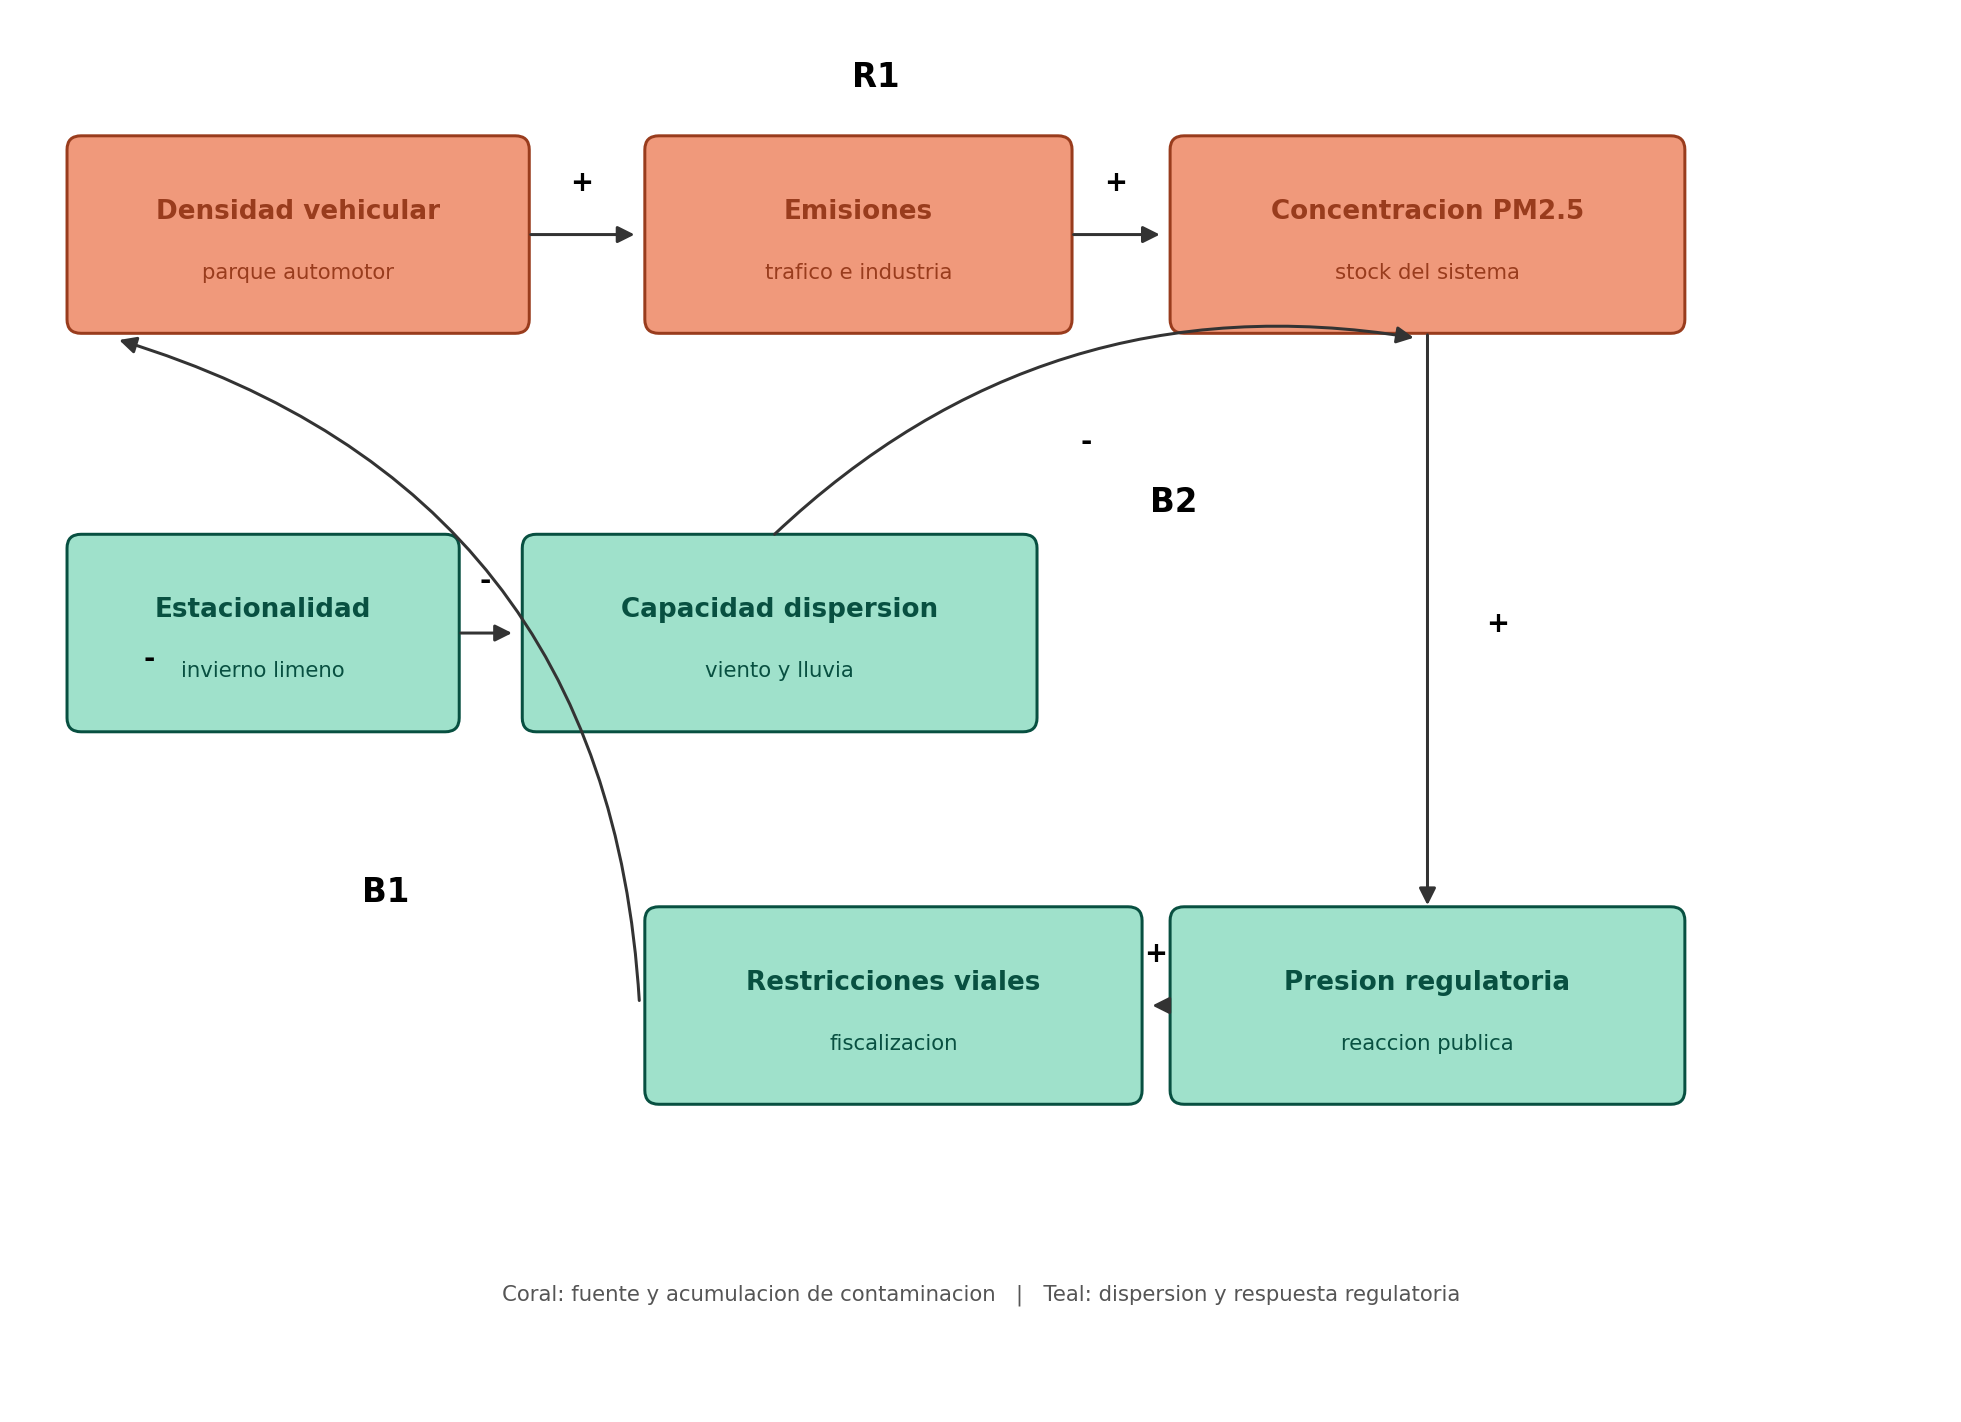 R1
+
+
Densidad vehicular
parque automotor
Emisiones
trafico e industria
Concentracion PM2.5
stock del sistema
-
B2
-
Estacionalidad
-
invierno limeno
Capacidad dispersion
viento y lluvia
+
B1
+
Restricciones viales
fiscalizacion
Presion regulatoria
reaccion publica
Coral: fuente y acumulacion de contaminacion | Teal: dispersion y respuesta regulatoria